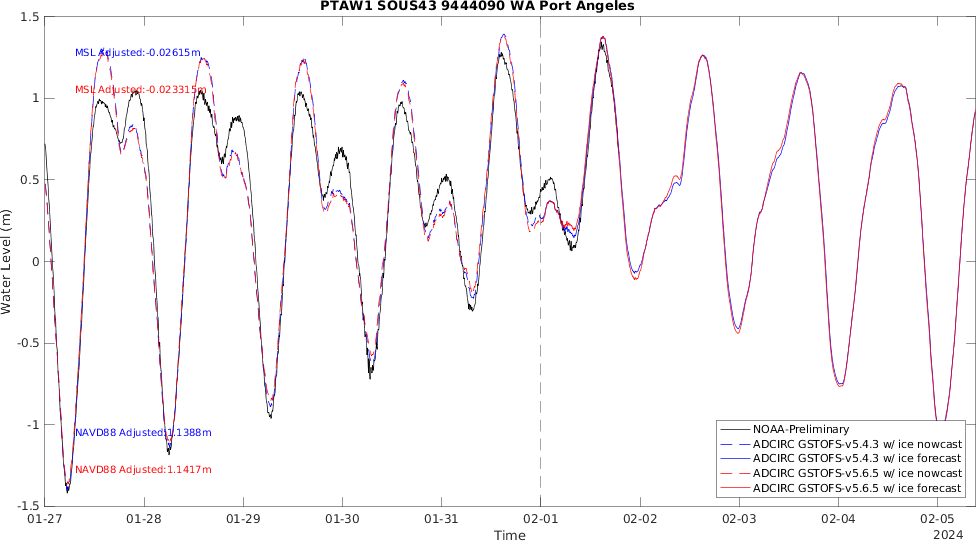 PTAW1 SOUS43 9444090 WA Port Angeles
Water Level (m)
1.5
1
0.5
0
-0.5
-1
-1.5
MSL Adjusted:-0.02615m
MSL Adjusted:-0.023315m
NAVD88 Adjusted:1.1388m
NAVD88 Adjusted:1.1417m
NOAA-Preliminary
ADCIRC GSTOFS-v5.4.3 w/ ice nowcast
ADCIRC GSTOFS-v5.4.3 w/ ice forecast
ADCIRC GSTOFS-v5.6.5 w/ ice nowcast
ADCIRC GSTOFS-v5.6.5 w/ ice forecast
01-27 01-28 01-29 01-30 01-31 02-01 02-02 02-03 02-04 02-05
Time
2024